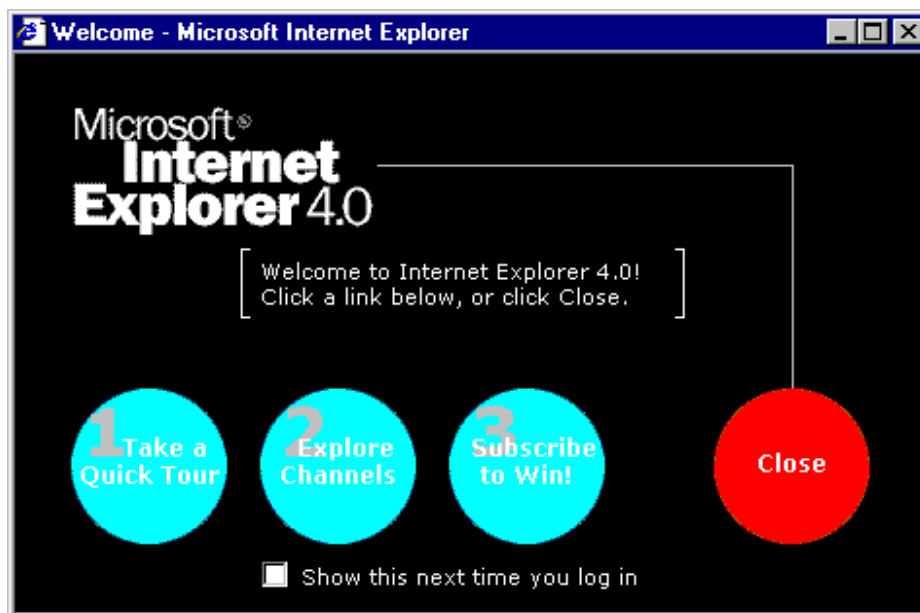 Welcome - Microsoft Internet Explorer
Microsoft®
Internet
Explorer 4.0
Welcome to Internet Explorer 4.0!
Click a link below, or click Close.
1
Take a
Quick Tour
2
Explore
Channels
3
Subscribe
to Win!
Close
Show this next time you log in